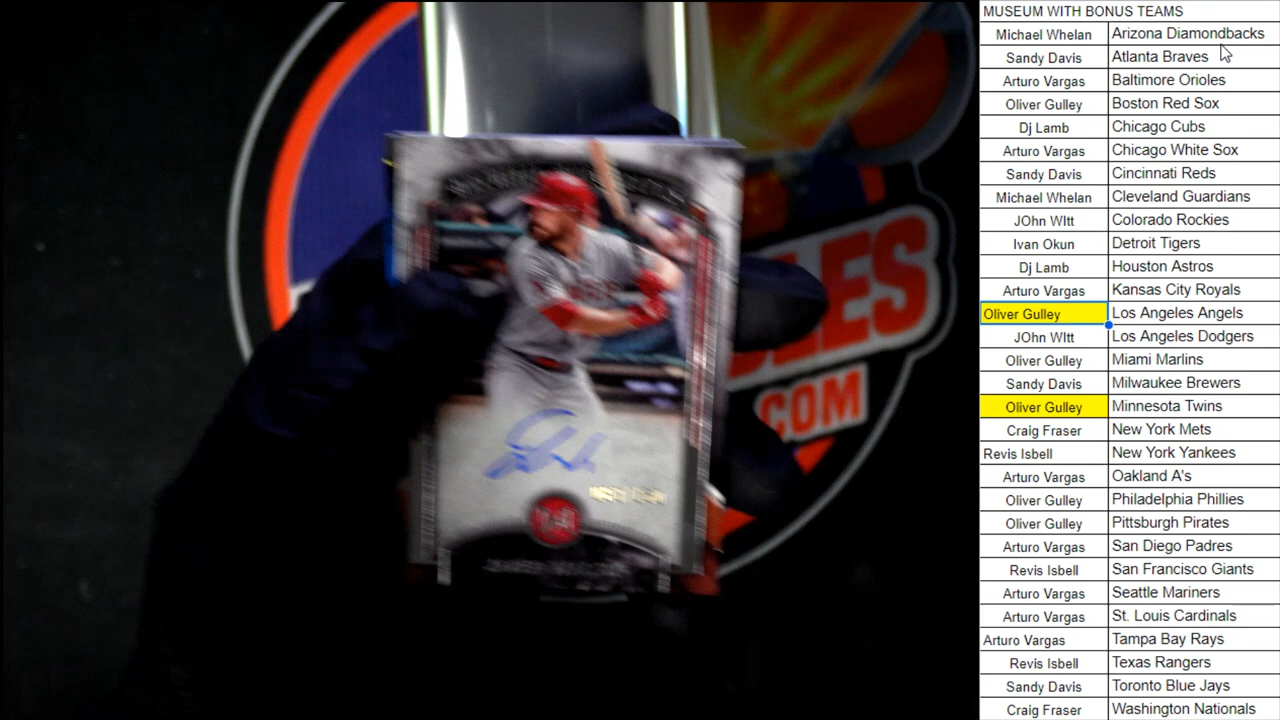 MUSEUM WITH BONUS TEAMS
Michael Whelan Arizona Diamondbacks
Sandy Davis Atlanta Braves
Arturo Vargas Baltimore Orioles
Oliver Gulley Boston Red Sox
Dj Lamb Chicago Cubs
Arturo Vargas Chicago White Sox
Sandy Davis Cincinnati Reds
Michael Whelan Cleveland Guardians
JOhn WItt Colorado Rockies
Ivan Okun Detroit Tigers
Dj Lamb Houston Astros
Arturo Vargas Kansas City Royals
Oliver Gulley Los Angeles Angels
JOhn WItt Los Angeles Dodgers
Oliver Gulley Miami Marlins
Sandy Davis Milwaukee Brewers
Oliver Gulley Minnesota Twins
Craig Fraser New York Mets
Revis Isbell New York Yankees
Arturo Vargas Oakland A's
Oliver Gulley Philadelphia Phillies
Oliver Gulley Pittsburgh Pirates
Arturo Vargas San Diego Padres
Revis Isbell San Francisco Giants
Arturo Vargas Seattle Mariners
Arturo Vargas St. Louis Cardinals
Arturo Vargas Tampa Bay Rays
Revis Isbell Texas Rangers
Sandy Davis Toronto Blue Jays
Craig Fraser Washington Nationals
COM